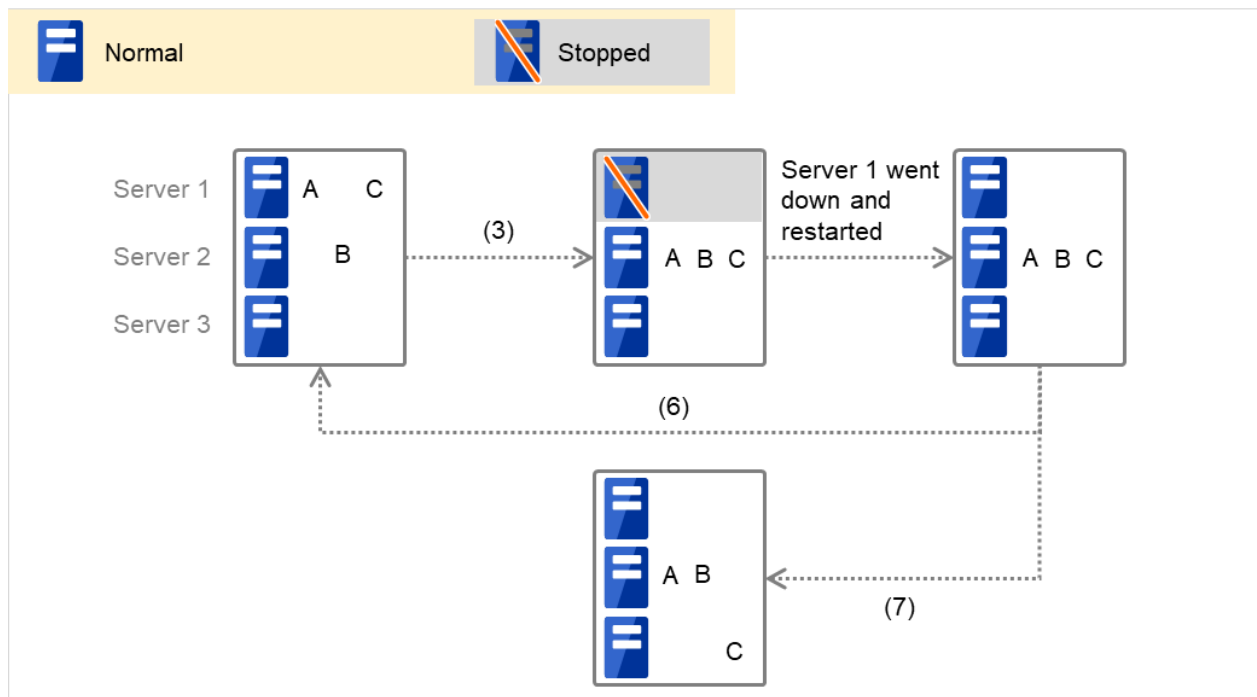 Normal
Stopped
Server 1
A C
Server 1 went
down and
restarted
Server 2
B
(3)
A B C
A B C
Server 3
(6)
A B
(7)
C